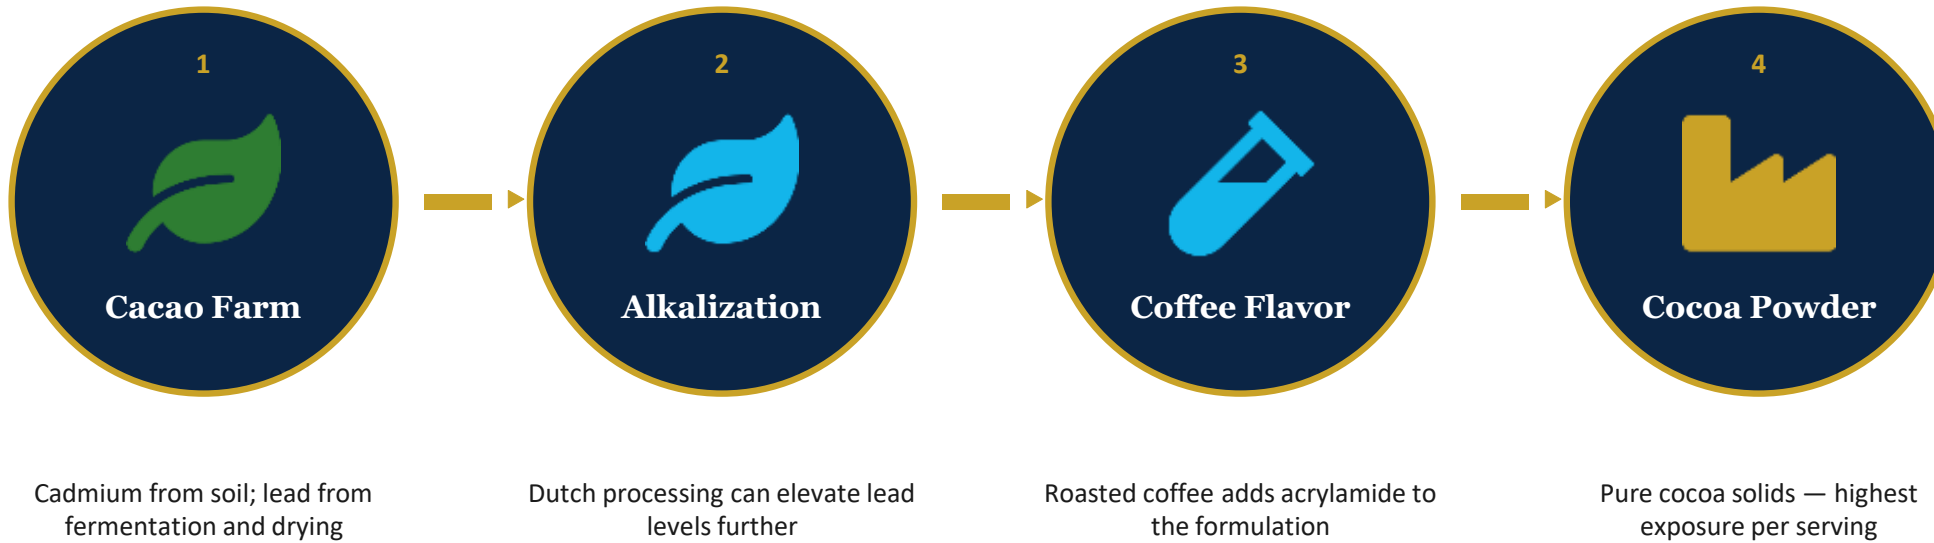 1
Cacao Farm
Cadmium from soil; lead from
fermentation and drying
2
Alkalization
Dutch processing can elevate lead
levels further
3
Coffee Flavor
Roasted coffee adds acrylamide to
the formulation
4
Cocoa Powder
Pure cocoa solids — highest
exposure per serving